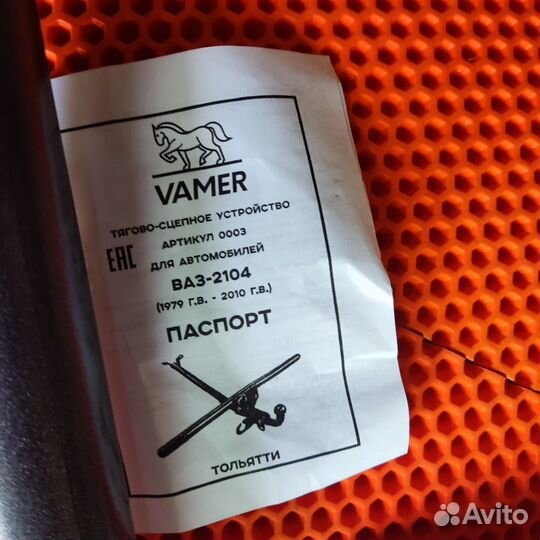 VAMER
ТЯГОВО-СЦЕПНОЕ УСТРОЙСТВО
АРТИКУЛ 0003
EAC ДЛЯ АВТОМОБИЛЕЙ
ВАЗ-2104
(1979 Г.В. - 2010 Г.В.)
ПАСПОРТ
ТОЛЬЯТТИ
Avito